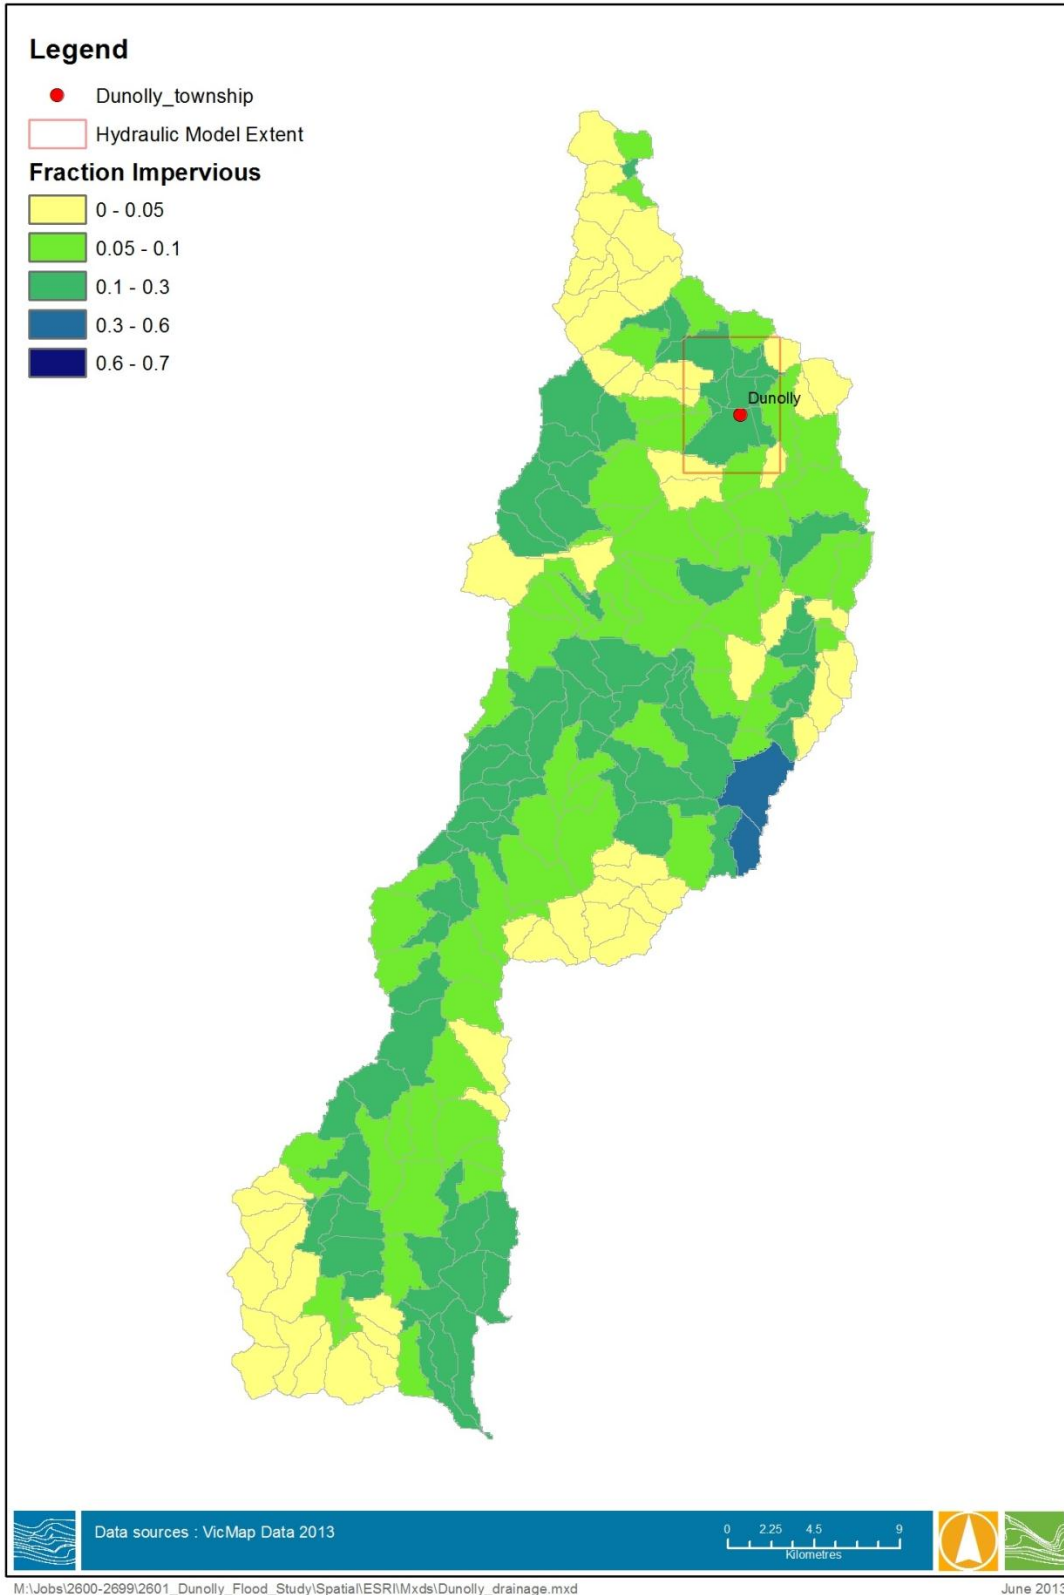 Legend
Dunolly_township
Hydraulic Model Extent
Fraction Impervious
0 - 0.05
0.05 - 0.1
0.1 - 0.3
0.3 - 0.6
0.6 - 0.7
Dunolly
Data sources : VicMap Data 2013
0 2.25 4.5 9
Kilometres
M:\Jobs\2600-2699\2601_Dunolly_Flood_Study\Spatial\ESRI\Mxds\Dunolly_drainage.mxd
June 2013